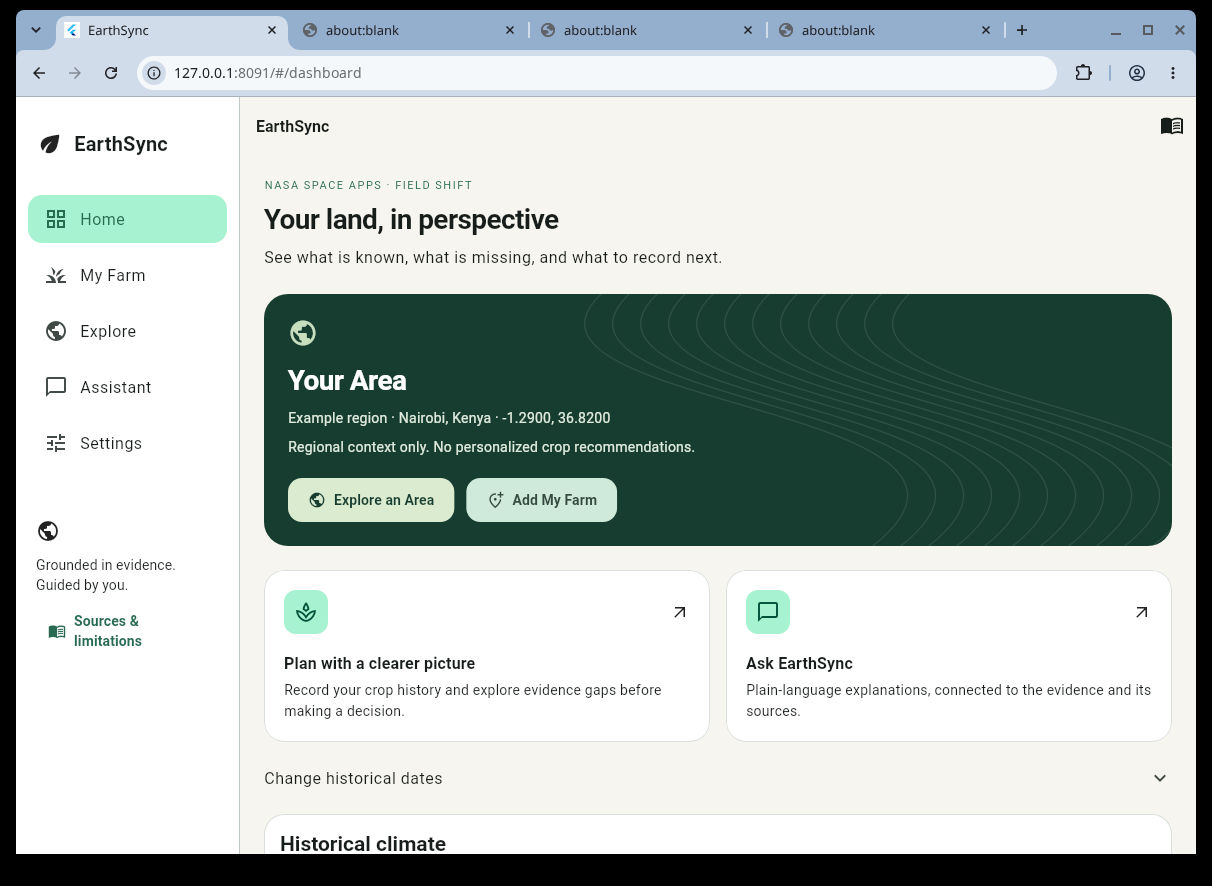 EarthSync
about:blank
about:blank
about:blank
127.0.0.1:8091/#/dashboard
EarthSync
Home
My Farm
Explore
Assistant
Settings
Grounded in evidence.
Guided by you.
Sources &
limitations
EarthSync
NASA SPACE APPS · FIELD SHIFT
Your land, in perspective
See what is known, what is missing, and what to record next.
Your Area
Example region · Nairobi, Kenya · -1.2900, 36.8200
Regional context only. No personalized crop recommendations.
Explore an Area
Add My Farm
Plan with a clearer picture
Record your crop history and explore evidence gaps before
making a decision.
Ask EarthSync
Plain-language explanations, connected to the evidence and its
sources.
Change historical dates
Historical climate